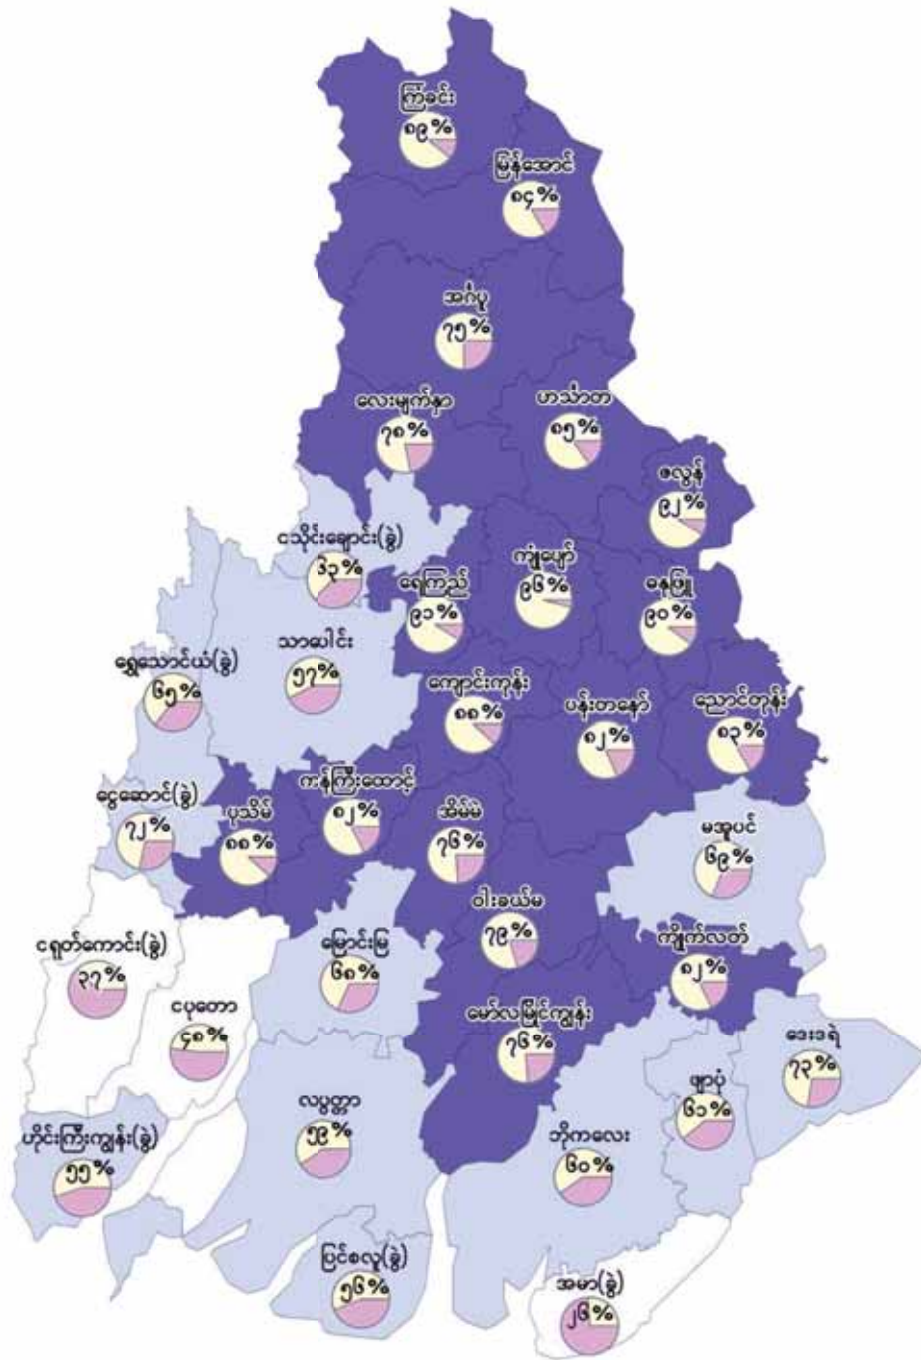 ကြံခင်း
၈၉%
မြန်အောင်
၈၄%
အင်္ဂပူ
၇၅%
လေးမျက်နှာ
၇၈%
ဟင်္သာတ
၈၅%
ဇလွန်
၉၂%
ငသိုင်းချောင်း(ခွဲ)
၆၃%
ရေကြည်
၉၁%
ကျုံပျော်
၉၆%
ဓနုဖြူ
၉၀%
ရွှေသောင်ယံ(ခွဲ)
၆၅%
သာပေါင်း
၅၇%
ကျောင်းကုန်း
၈၈%
ပန်းတနော်
၈၂%
ညောင်တုန်း
၈၃%
ငွေဆောင်(ခွဲ)
၇၂%
ပုသိမ်
၈၈%
ကန်ကြီးထောင့်
၈၂%
အိမ်မဲ
၇၆%
မအူပင်
၆၉%
ဝါးခယ်မ
၇၉%
ကျိုက်လတ်
၈၂%
ငရုတ်ကောင်း(ခွဲ)
၃၇%
ငပုတော
၄၈%
မြောင်းမြ
၆၈%
မော်လမြိုင်ကျွန်း
၇၆%
ဒေးဒရဲ
၇၃%
ဖျာပုံ
၆၁%
ဟိုင်းကြီးကျွန်း(ခွဲ)
၅၅%
လပွတ္တာ
၅၉%
ဘိုကလေး
၆၀%
ပြင်စလူ(ခွဲ)
၅၆%
အမာ(ခွဲ)
၂၆%